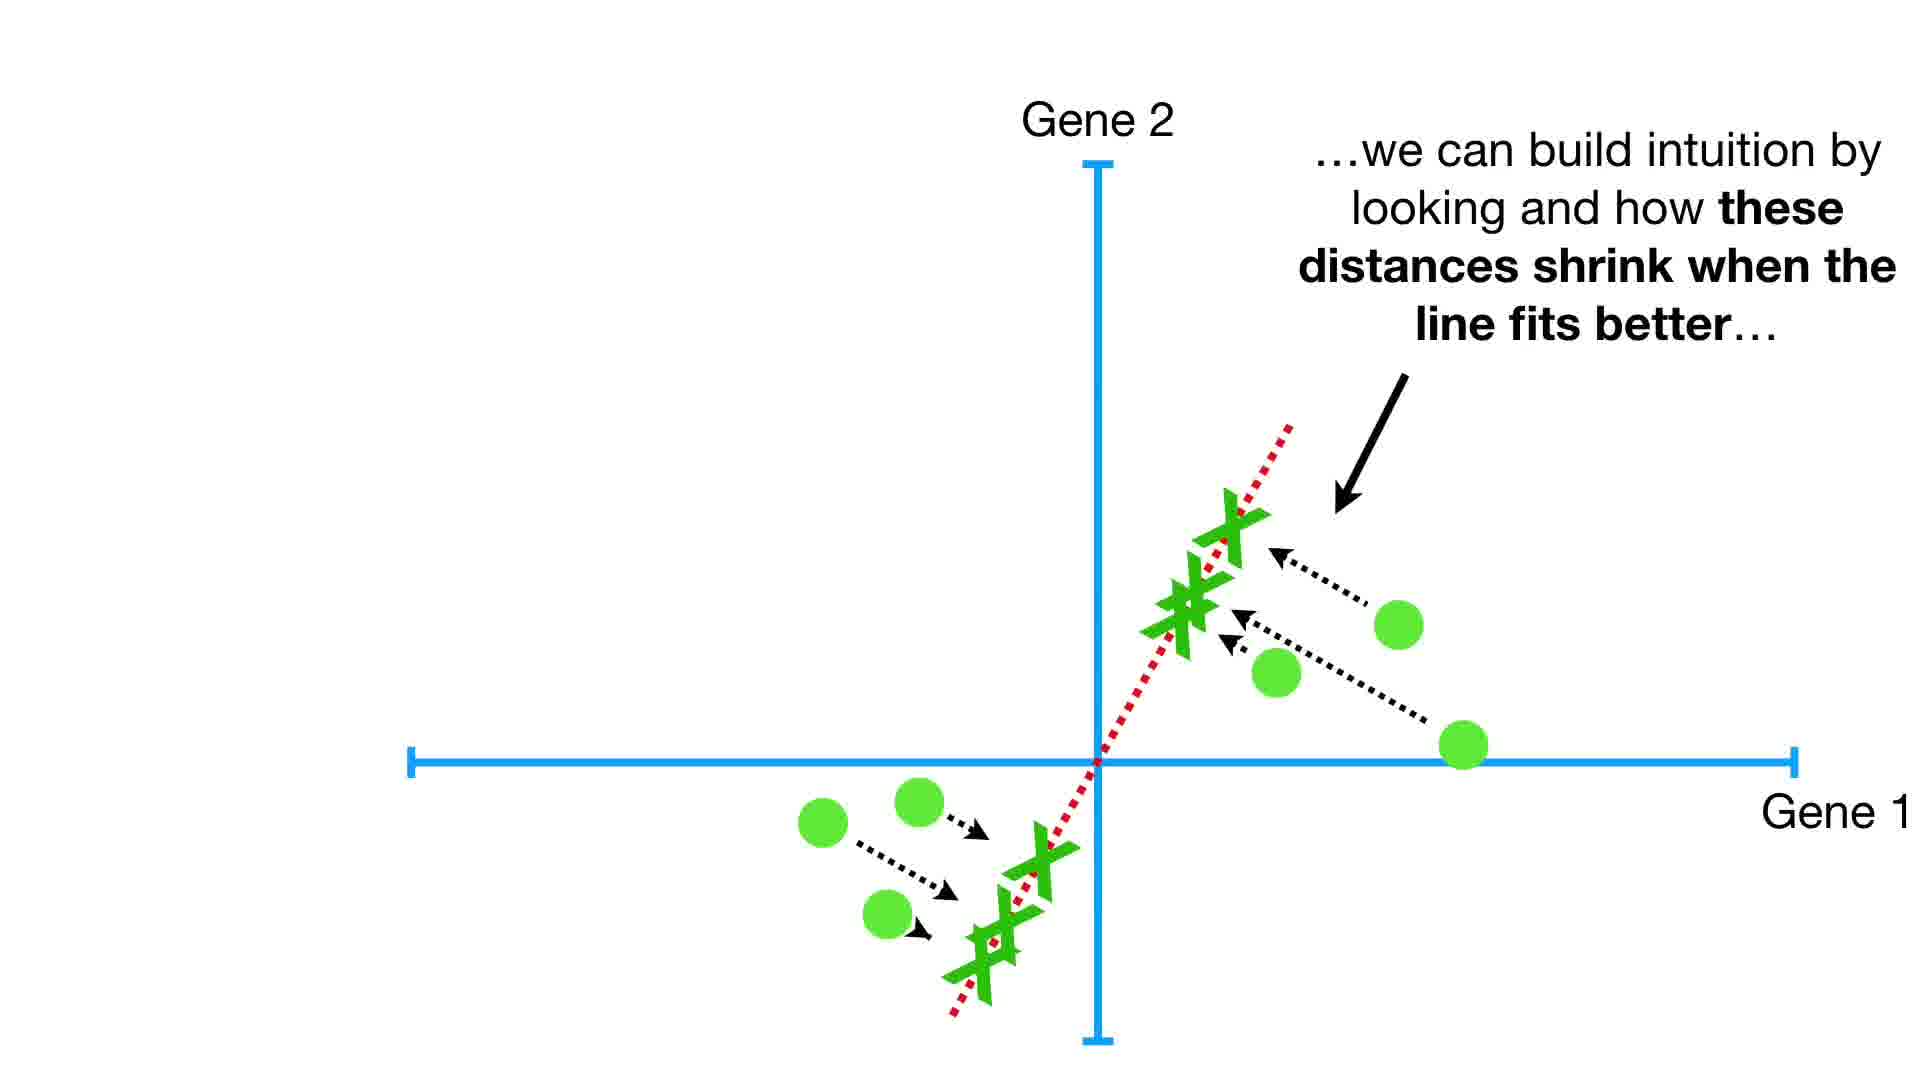 Gene 2
…we can build intuition by
looking and how these
distances shrink when the
line fits better…
Gene 1